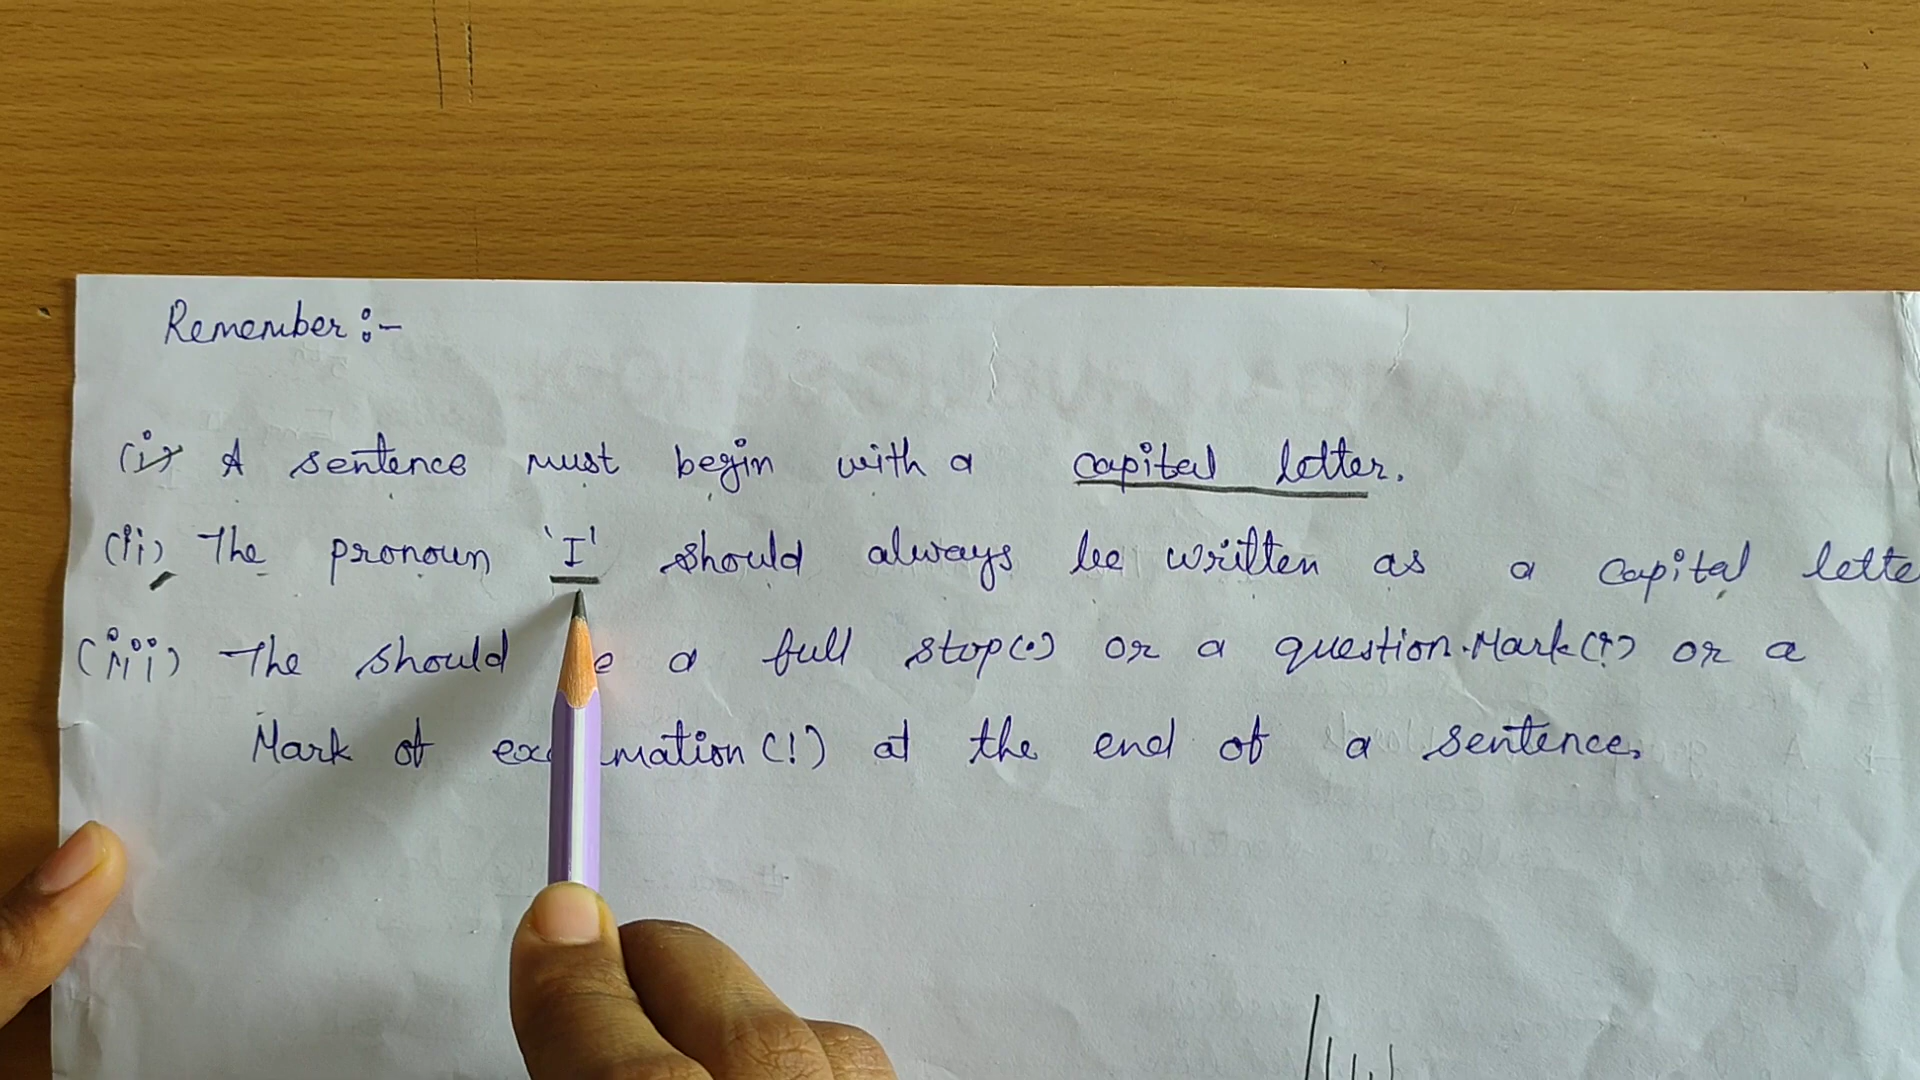 Remember :-
(i) A sentence must begin with a capital letter.
(ii) The pronoun 'I' should always be written as a capital lette
(iii) The should a full stop(.) or a question Mark(?) or a
Mark of at the end of a sentence.